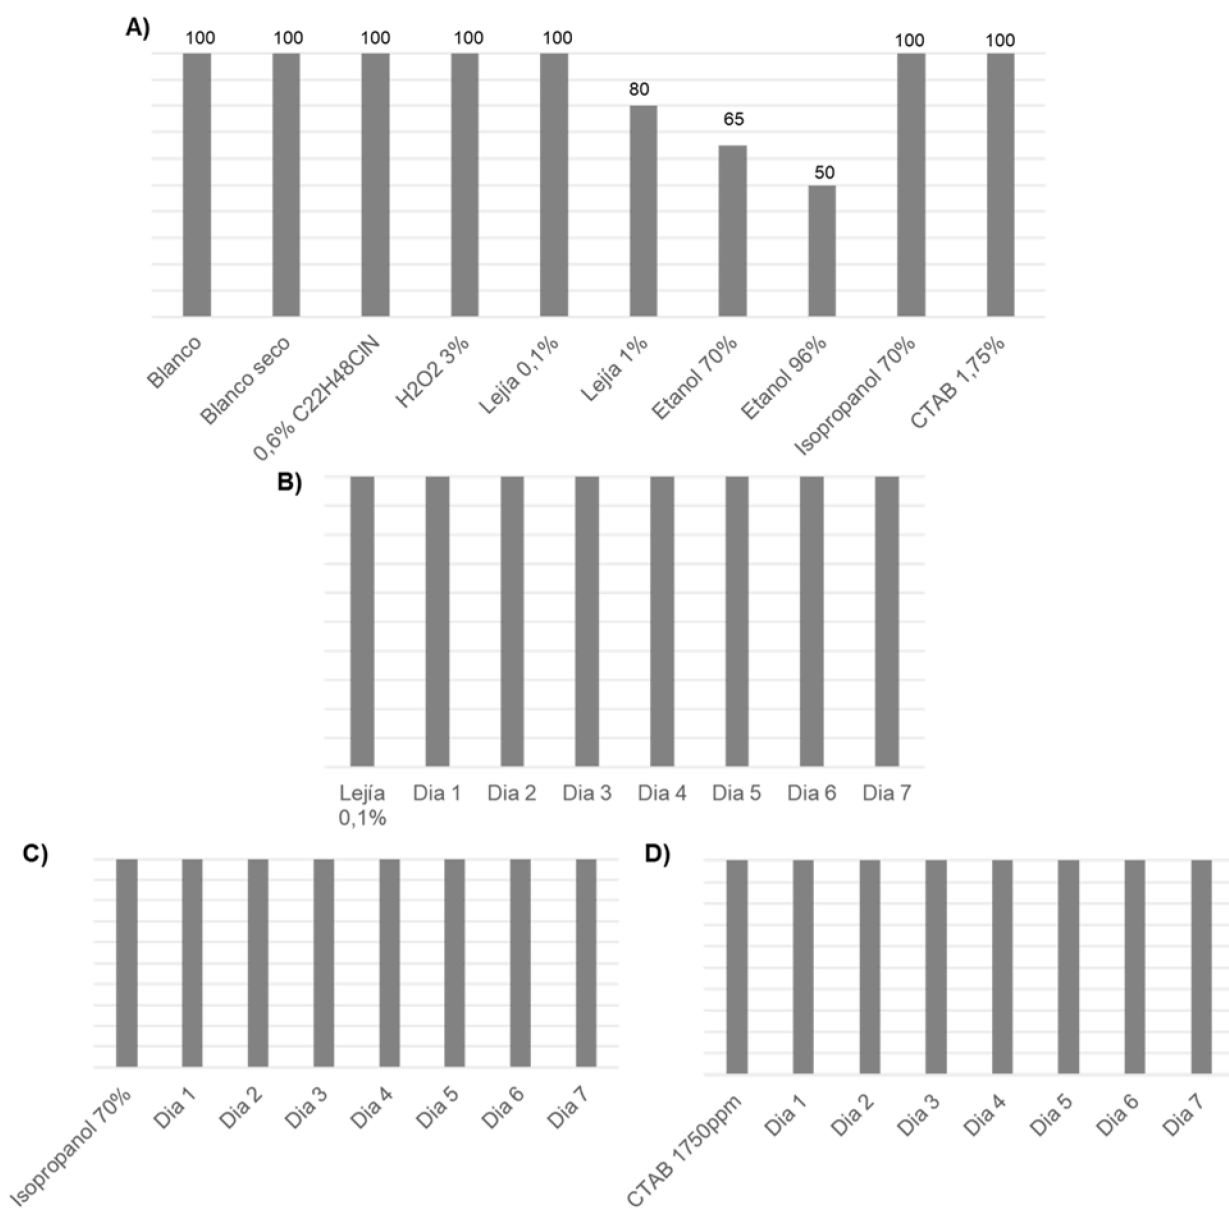 A)
100 100 100 100 100 80 65 50 100 100
Blanco
Blanco seco
0,6% C22H48ClN
H2O2 3%
Lejía 0,1%
Lejía 1%
Etanol 70%
Etanol 96%
Isopropanol 70%
CTAB 1,75%
B)
Lejía
0,1%
Dia 1
Dia 2
Dia 3
Dia 4
Dia 5
Dia 6
Dia 7
C)
Isopropanol 70%
Dia 1
Dia 2
Dia 3
Dia 4
Dia 5
Dia 6
Dia 7
D)
CTAB 1750ppm
Dia 1
Dia 2
Dia 3
Dia 4
Dia 5
Dia 6
Dia 7